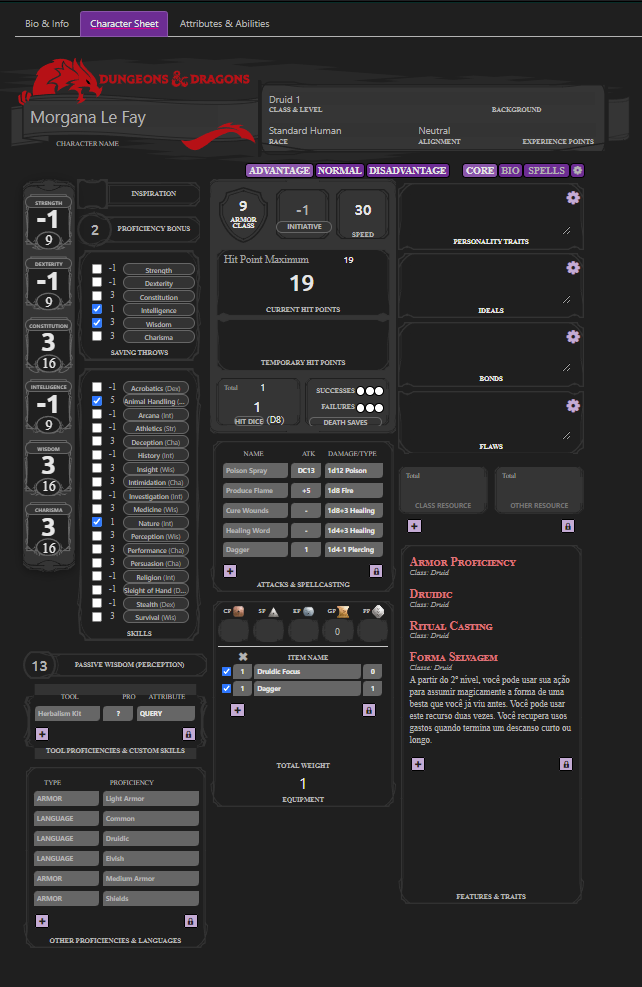 Bio & Info
Character Sheet
Attributes & Abilities
DUNGEONS & DRAGONS
Morgana Le Fay
CHARACTER NAME
Druid 1
CLASS & LEVEL
BACKGROUND
Standard Human
Neutral
RACE
ALIGNMENT
EXPERIENCE POINTS
ADVANTAGE
NORMAL
DISADVANTAGE
CORE
BIO
SPELLS
STRENGTH
-1
9
DEXTERITY
-1
9
CONSTITUTION
3
16
INTELLIGENCE
-1
9
WISDOM
3
16
CHARISMA
3
16
INSPIRATION
2
PROFICIENCY BONUS
-1 Strength
-1 Dexterity
3 Constitution
1 Intelligence
3 Wisdom
3 Charisma
SAVING THROWS
-1 Acrobatics (Dex)
5 Animal Handling (...
-1 Arcana (Int)
-1 Athletics (Str)
3 Deception (Cha)
-1 History (Int)
3 Insight (Wis)
3 Intimidation (Cha)
-1 Investigation (Int)
3 Medicine (Wis)
1 Nature (Int)
3 Perception (Wis)
3 Performance (Cha)
3 Persuasion (Cha)
-1 Religion (Int)
-1 Sleight of Hand (D...
-1 Stealth (Dex)
3 Survival (Wis)
SKILLS
13
PASSIVE WISDOM (PERCEPTION)
TOOL PRO ATTRIBUTE
Herbalism Kit ? QUERY
+
TOOL PROFICIENCIES & CUSTOM SKILLS
TYPE PROFICIENCY
ARMOR Light Armor
LANGUAGE Common
LANGUAGE Druidic
LANGUAGE Elvish
ARMOR Medium Armor
ARMOR Shields
+
OTHER PROFICIENCIES & LANGUAGES
9
ARMOR
CLASS
-1
INITIATIVE
30
SPEED
Hit Point Maximum 19
19
CURRENT HIT POINTS
TEMPORARY HIT POINTS
Total 1
1
HIT DICE (D8)
SUCCESSES
FAILURES
DEATH SAVES
NAME ATK DAMAGE/TYPE
Poison Spray DC13 1d12 Poison
Produce Flame +5 1d8 Fire
Cure Wounds - 1d8+3 Healing
Healing Word - 1d4+3 Healing
Dagger 1 1d4-1 Piercing
+
ATTACKS & SPELLCASTING
CP SP EP GP PP
0
ITEM NAME
1 Druidic Focus 0
1 Dagger 1
+
TOTAL WEIGHT
1
EQUIPMENT
PERSONALITY TRAITS
IDEALS
BONDS
FLAWS
Total
CLASS RESOURCE
Total
OTHER RESOURCE
+
ARMOR PROFICIENCY
Class: Druid
DRUIDIC
Class: Druid
RITUAL CASTING
Class: Druid
FORMA SELVAGEM
Classe: Druid
A partir do 2º nível, você pode usar sua ação
para assumir magicamente a forma de uma
besta que você já viu antes. Você pode usar
este recurso duas vezes. Você recupera usos
gastos quando termina um descanso curto ou
longo.
+
FEATURES & TRAITS